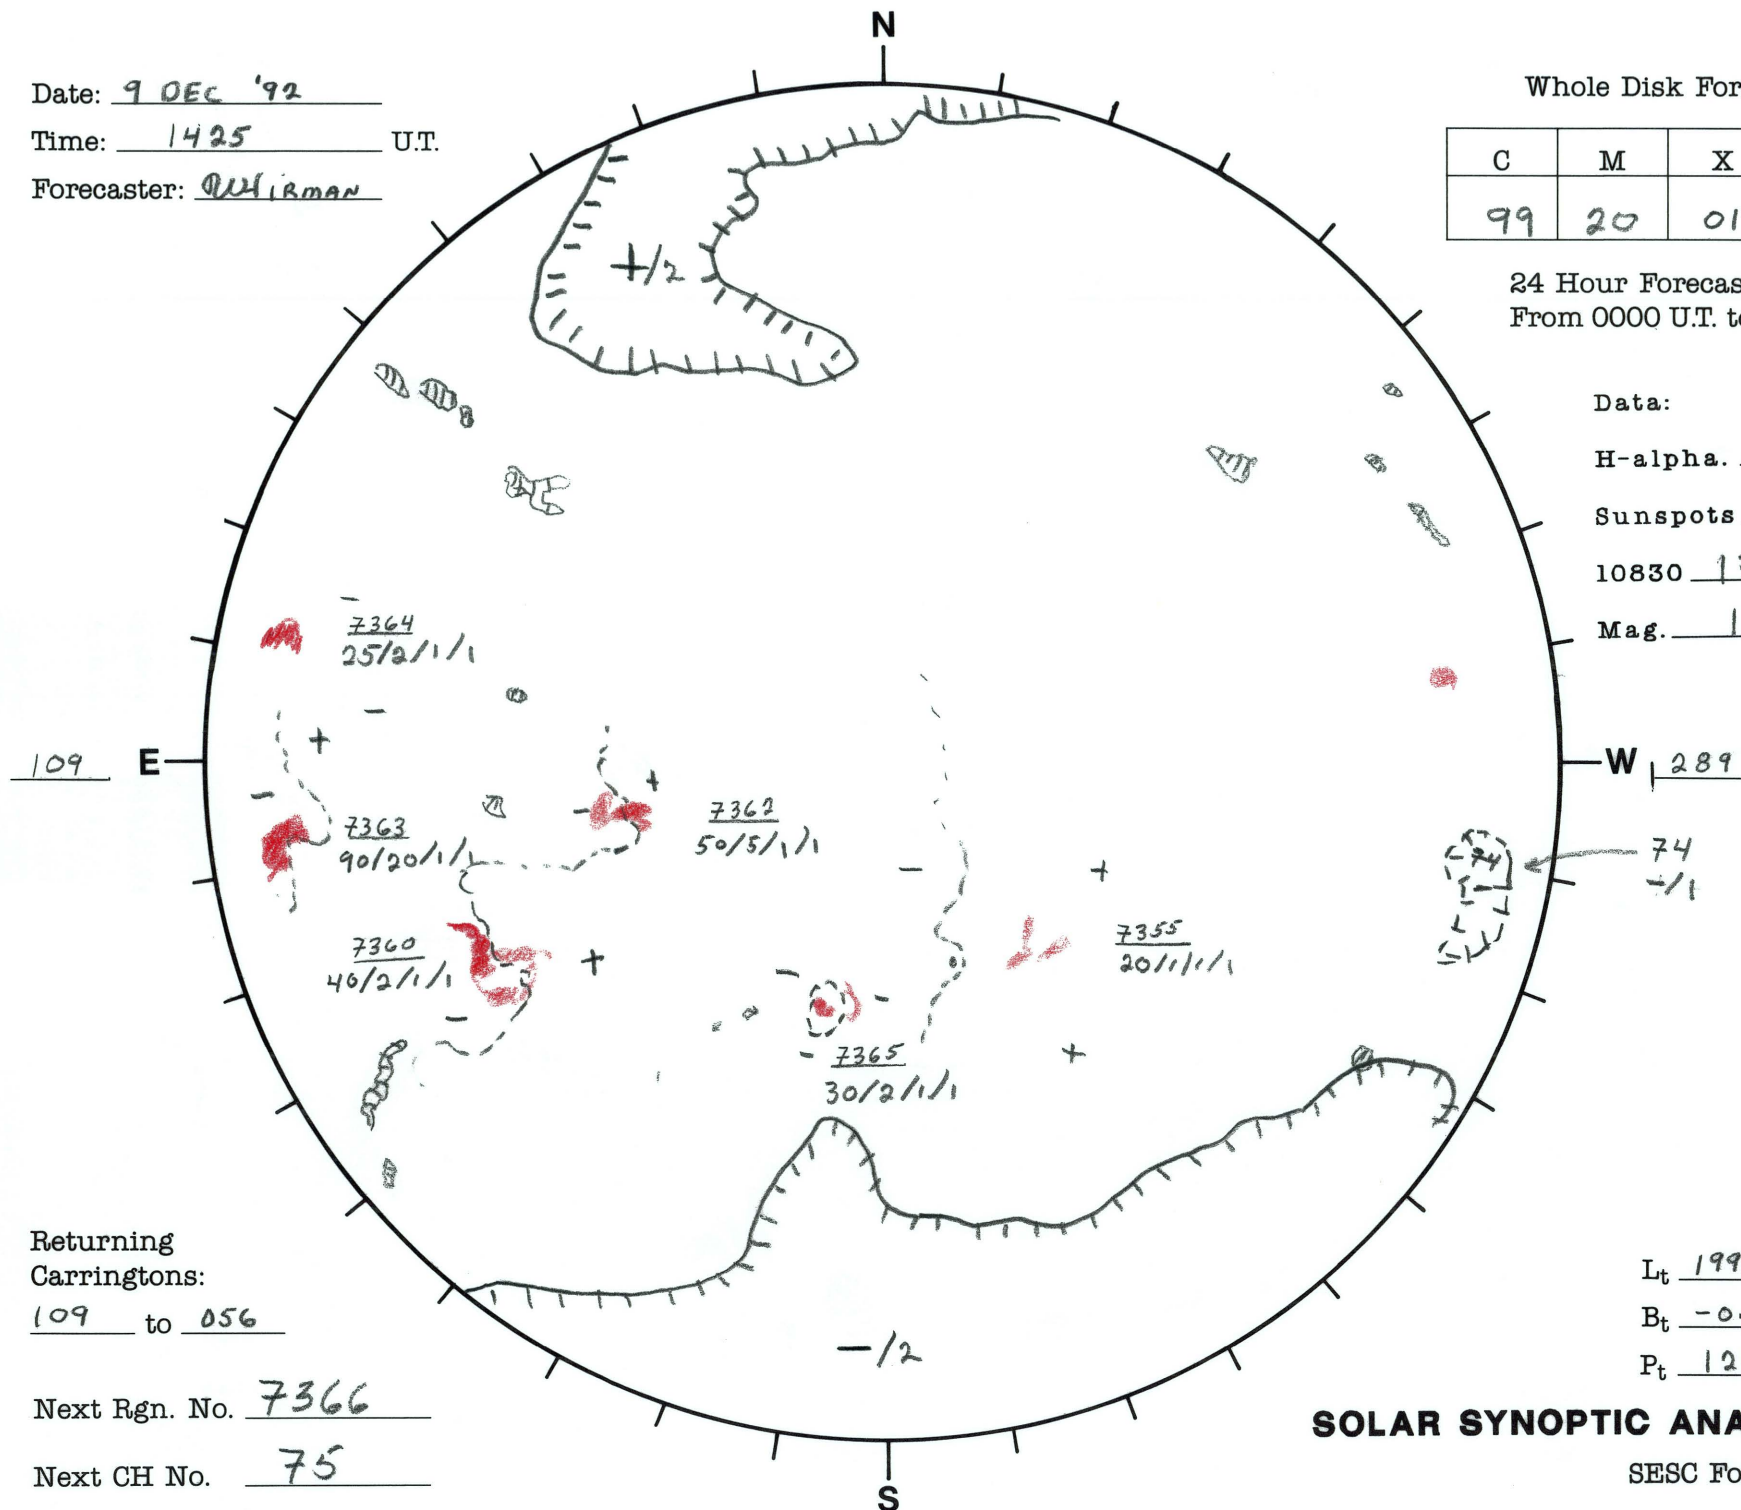 N
Date: 9 DEC '92
Time: 1425 U.T.
Forecaster:
Whole Disk For
C M X
99 20 01
24 Hour Forecas
From 0000 U.T. to
Data:
H-alpha.
Sunspots
10830
Mag.
+/2
-
7364
25/2/1/1
-
+
109 E
W 289
-
+
-
7363
90/20/1/1
7362
50/5/1/1
-
+
74
74
-/1
7360
40/2/1/1
+
7355
20/1/1/1
-
-
-
-
7365
30/2/1/1
+
Returning
Carringtons:
109 to 056
Next Rgn. No. 7366
Next CH No. 75
-/2
Lt 199
Bt -0.
Pt 12
SOLAR SYNOPTIC ANA
SESC Fo
S